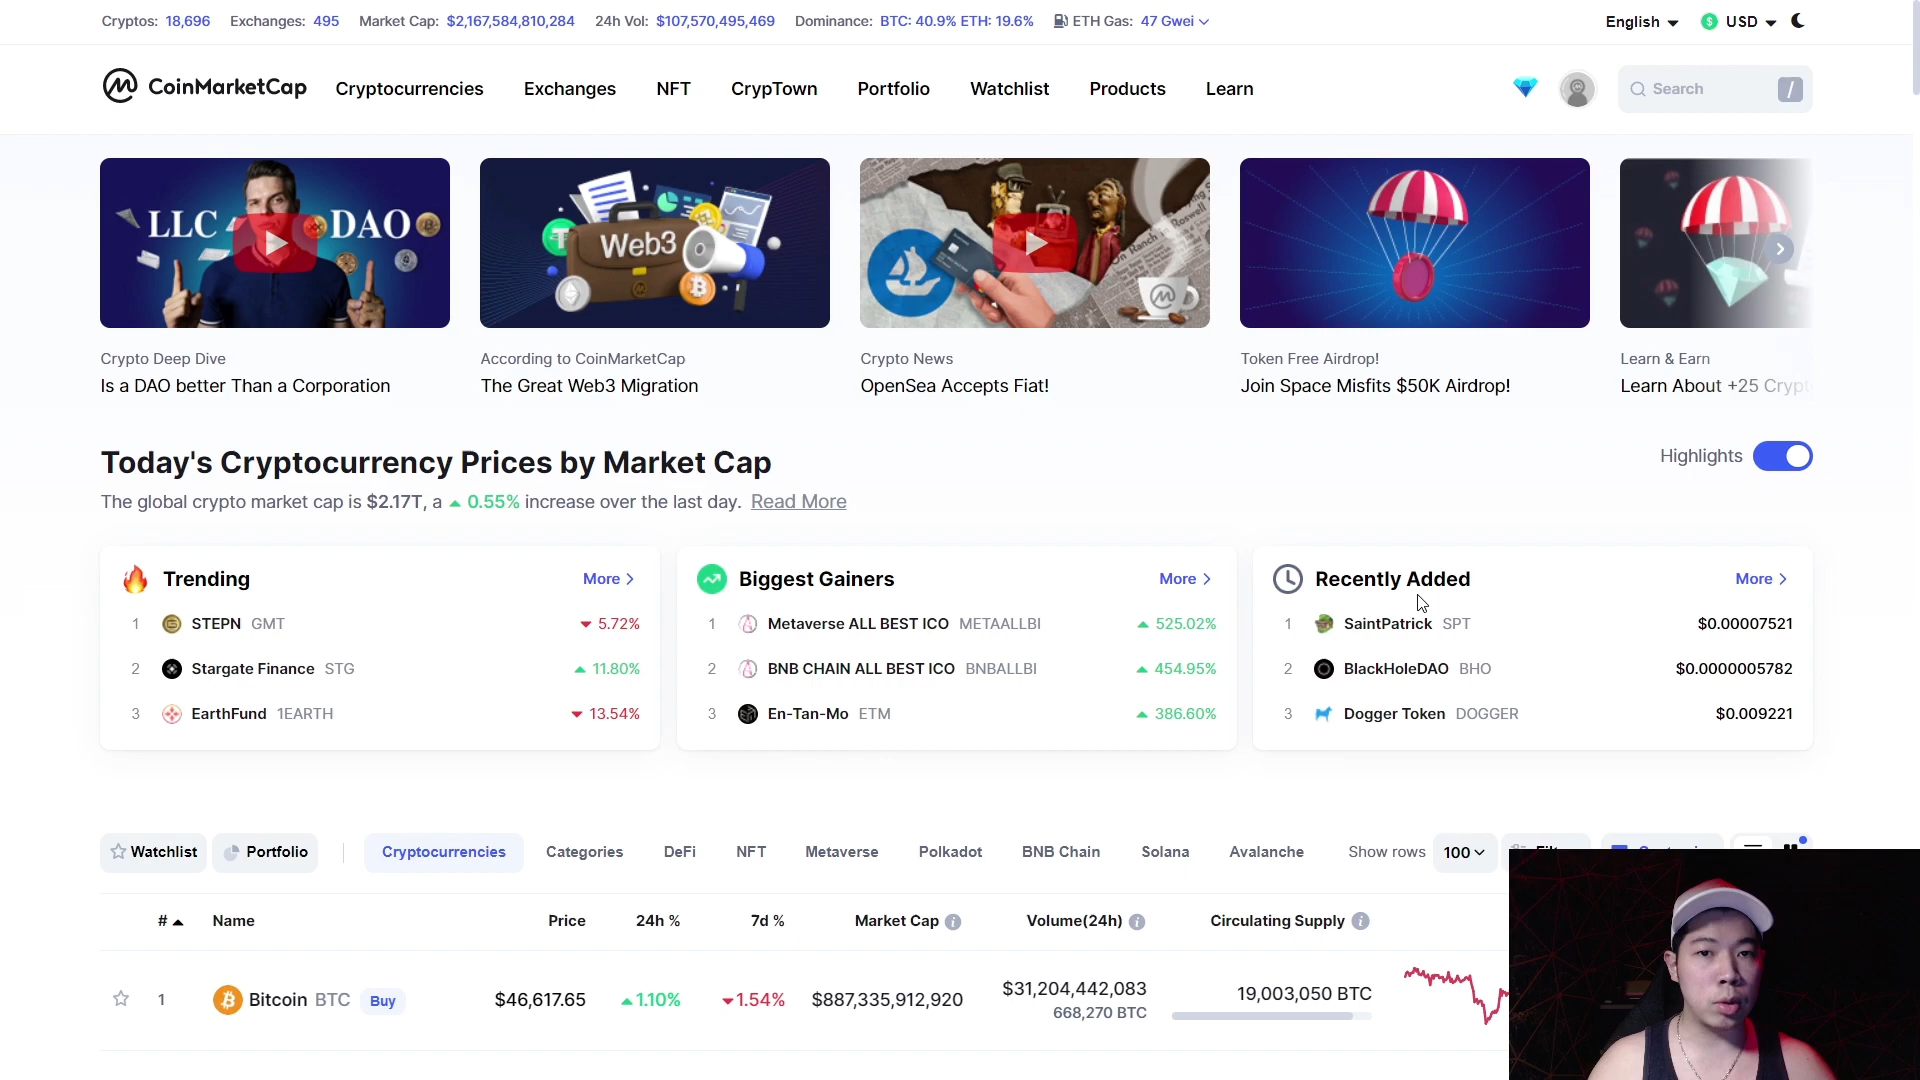 Cryptos: 18,696 Exchanges: 495 Market Cap: $2,167,584,810,284 24h Vol: $107,570,495,469 Dominance: BTC: 40.9% ETH: 19.6% ETH Gas: 47 Gwei English USD
CoinMarketCap Cryptocurrencies Exchanges NFT CrypTown Portfolio Watchlist Products Learn Search /
LLC DAO
Web3
Ranch Roswell
Crypto Deep Dive
Is a DAO better Than a Corporation
According to CoinMarketCap
The Great Web3 Migration
Crypto News
OpenSea Accepts Fiat!
Token Free Airdrop!
Join Space Misfits $50K Airdrop!
Learn & Earn
Learn About +25 Crypt
Today's Cryptocurrency Prices by Market Cap
Highlights
The global crypto market cap is $2.17T, a 0.55% increase over the last day. Read More
Trending More
1 STEPN GMT 5.72%
2 Stargate Finance STG 11.80%
3 EarthFund 1EARTH 13.54%
Biggest Gainers More
1 Metaverse ALL BEST ICO METAALLBI 525.02%
2 BNB CHAIN ALL BEST ICO BNBALLBI 454.95%
3 En-Tan-Mo ETM 386.60%
Recently Added More
1 SaintPatrick SPT $0.00007521
2 BlackHoleDAO BHO $0.0000005782
3 Dogger Token DOGGER $0.009221
Watchlist Portfolio Cryptocurrencies Categories DeFi NFT Metaverse Polkadot BNB Chain Solana Avalanche Show rows 100
# Name Price 24h % 7d % Market Cap Volume(24h) Circulating Supply
1 Bitcoin BTC Buy $46,617.65 1.10% 1.54% $887,335,912,920 $31,204,442,083 19,003,050 BTC
668,270 BTC